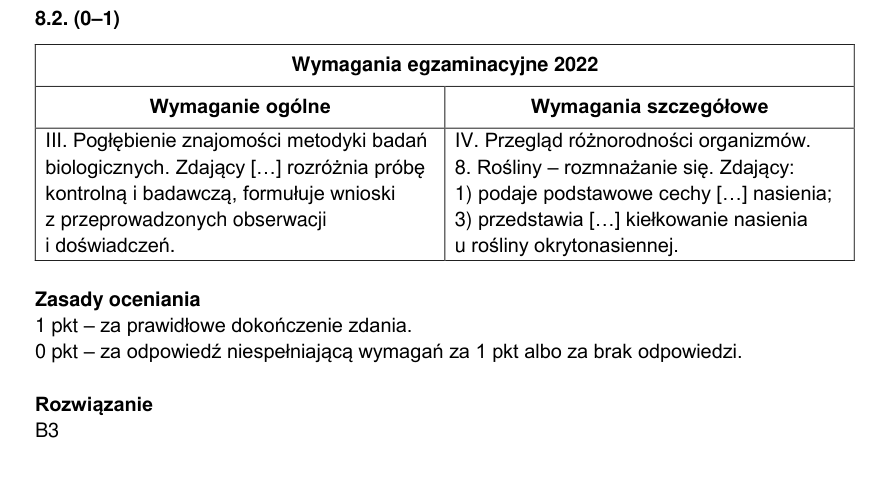 8.2. (0–1)
Wymagania egzaminacyjne 2022
Wymaganie ogólne
Wymagania szczegółowe
III. Pogłębienie znajomości metodyki badań
biologicznych. Zdający […] rozróżnia próbę
kontrolną i badawczą, formułuje wnioski
z przeprowadzonych obserwacji
i doświadczeń.
IV. Przegląd różnorodności organizmów.
8. Rośliny – rozmnażanie się. Zdający:
1) podaje podstawowe cechy […] nasienia;
3) przedstawia […] kiełkowanie nasienia
u rośliny okrytonasiennej.
Zasady oceniania
1 pkt – za prawidłowe dokończenie zdania.
0 pkt – za odpowiedź niespełniającą wymagań za 1 pkt albo za brak odpowiedzi.
Rozwiązanie
B3